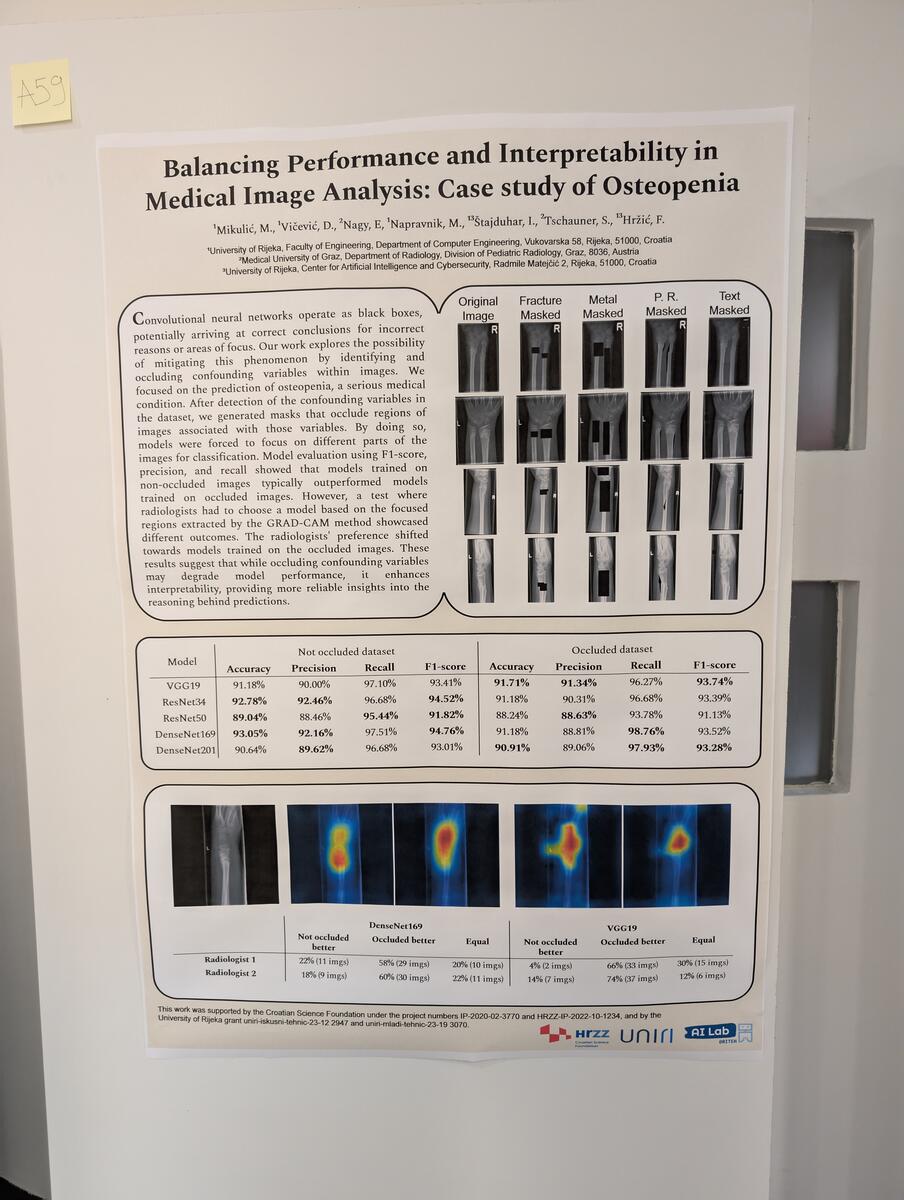 A59
Balancing Performance and Interpretability in
Medical Image Analysis: Case study of Osteopenia
¹Mikulić, M., ¹Vičević, D., ²Nagy, E, ¹Napravnik, M., ¹³Štajduhar, I., ²Tschauner, S., ¹³Hržić, F.
¹University of Rijeka, Faculty of Engineering, Department of Computer Engineering, Vukovarska 58, Rijeka, 51000, Croatia
²Medical University of Graz, Department of Radiology, Division of Pediatric Radiology, Graz, 8036, Austria
³University of Rijeka, Center for Artificial Intelligence and Cybersecurity, Radmile Matejčić 2, Rijeka, 51000, Croatia
Convolutional neural networks operate as black boxes,
potentially arriving at correct conclusions for incorrect
reasons or areas of focus. Our work explores the possibility
of mitigating this phenomenon by identifying and
occluding confounding variables within images. We
focused on the prediction of osteopenia, a serious medical
condition. After detection of the confounding variables in
the dataset, we generated masks that occlude regions of
images associated with those variables. By doing so,
models were forced to focus on different parts of the
images for classification. Model evaluation using F1-score,
precision, and recall showed that models trained on
non-occluded images typically outperformed models
trained on occluded images. However, a test where
radiologists had to choose a model based on the focused
regions extracted by the GRAD-CAM method showcased
different outcomes. The radiologists' preference shifted
towards models trained on the occluded images. These
results suggest that while occluding confounding variables
may degrade model performance, it enhances
interpretability, providing more reliable insights into the
reasoning behind predictions.
Original Image Fracture Masked Metal Masked P. R. Masked Text Masked
R R R R
L L L L
Model Not occluded dataset Occluded dataset
Accuracy Precision Recall F1-score Accuracy Precision Recall F1-score
VGG19 91.18% 90.00% 97.10% 93.41% 91.71% 91.34% 96.27% 93.74%
ResNet34 92.78% 92.46% 96.68% 94.52% 91.18% 90.31% 96.68% 93.39%
ResNet50 89.04% 88.46% 95.44% 91.82% 88.24% 88.63% 93.78% 91.13%
DenseNet169 93.05% 92.16% 97.51% 94.76% 91.18% 88.81% 98.76% 93.52%
DenseNet201 90.64% 89.62% 96.68% 93.01% 90.91% 89.06% 97.93% 93.28%
L
DenseNet169 VGG19
Not occluded better Occluded better Equal Not occluded better Occluded better Equal
Radiologist 1 22% (11 imgs) 58% (29 imgs) 20% (10 imgs) 4% (2 imgs) 66% (33 imgs) 30% (15 imgs)
Radiologist 2 18% (9 imgs) 60% (30 imgs) 22% (11 imgs) 14% (7 imgs) 74% (37 imgs) 12% (6 imgs)
This work was supported by the Croatian Science Foundation under the project numbers IP-2020-02-3770 and HRZZ-IP-2022-10-1234, and by the
University of Rijeka grant uniri-iskusni-tehnic-23-12 2947 and uniri-mladi-tehnic-23-19 3070.
HRZZ
Croatian Science
Foundation
UNIRI
AI Lab
RITEH